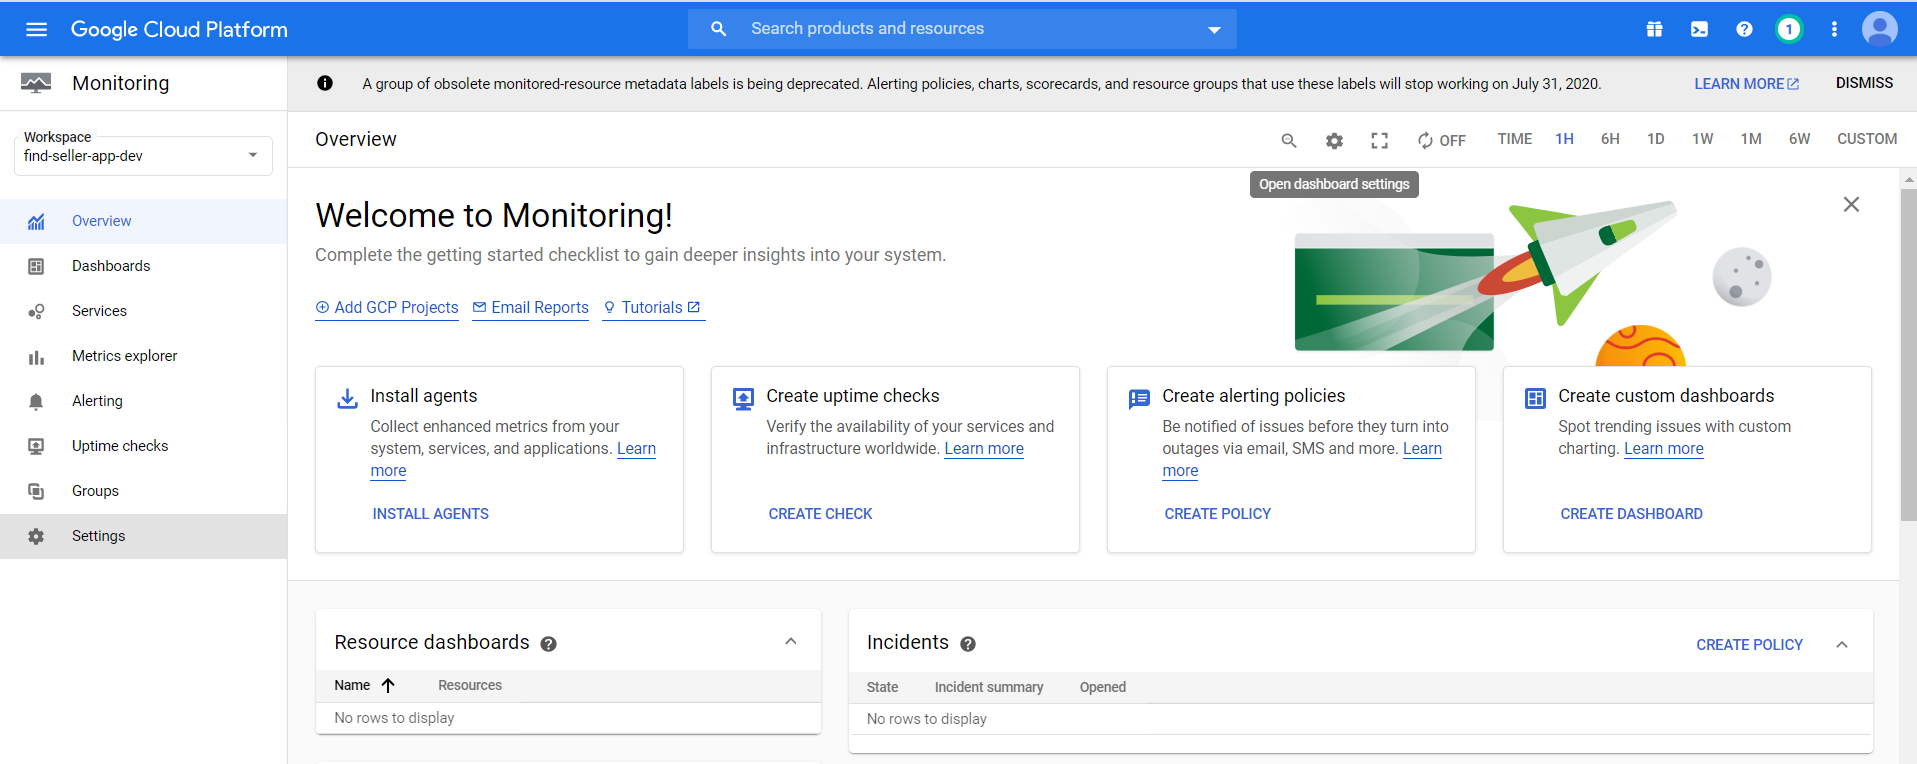 Google Cloud Platform
Search products and resources
1
Monitoring
A group of obsolete monitored-resource metadata labels is being deprecated. Alerting policies, charts, scorecards, and resource groups that use these labels will stop working on July 31, 2020.
LEARN MORE
DISMISS
Workspace
find-seller-app-dev
Overview
Dashboards
Services
Metrics explorer
Alerting
Uptime checks
Groups
Settings
Overview
OFF
TIME
1H
6H
1D
1W
1M
6W
CUSTOM
Open dashboard settings
Welcome to Monitoring!
Complete the getting started checklist to gain deeper insights into your system.
Add GCP Projects
Email Reports
Tutorials
Install agents
Collect enhanced metrics from your
system, services, and applications. Learn
more
INSTALL AGENTS
Create uptime checks
Verify the availability of your services and
infrastructure worldwide. Learn more
CREATE CHECK
Create alerting policies
Be notified of issues before they turn into
outages via email, SMS and more. Learn
more
CREATE POLICY
Create custom dashboards
Spot trending issues with custom
charting. Learn more
CREATE DASHBOARD
Resource dashboards
Name
Resources
No rows to display
Incidents
CREATE POLICY
State
Incident summary
Opened
No rows to display